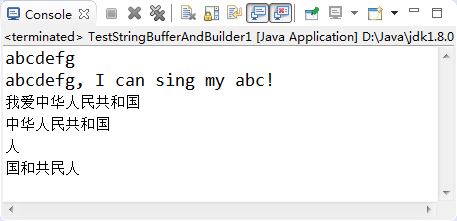 Console
<terminated> TestStringBufferAndBuilder1 [Java Application] D:\Java\jdk1.8.0
abcdefg
abcdefg, I can sing my abc!
我爱中华人民共和国
中华人民共和国
人
国和共民人